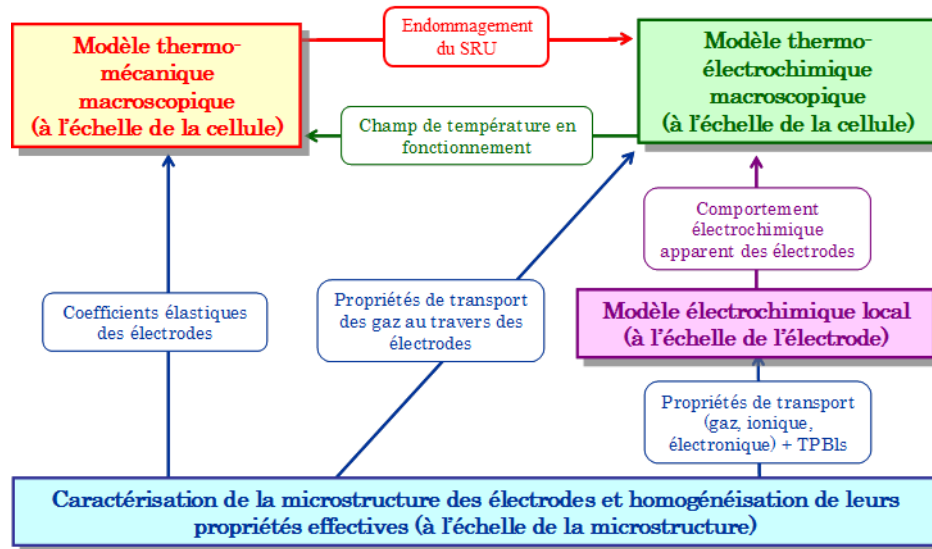 Modèle thermo-
mécanique
macroscopique
(à l'échelle de la cellule)
Endommagement
du SRU
Modèle thermo-
électrochimique
macroscopique
(à l'échelle de la cellule)
Champ de température en
fonctionnement
Comportement
électrochimique
apparent des électrodes
Coefficients élastiques
des électrodes
Propriétés de transport
des gaz au travers des
électrodes
Modèle électrochimique local
(à l'échelle de l'électrode)
Propriétés de transport
(gaz, ionique,
électronique) + TPBls
Caractérisation de la microstructure des électrodes et homogénéisation de leurs
propriétés effectives (à l'échelle de la microstructure)